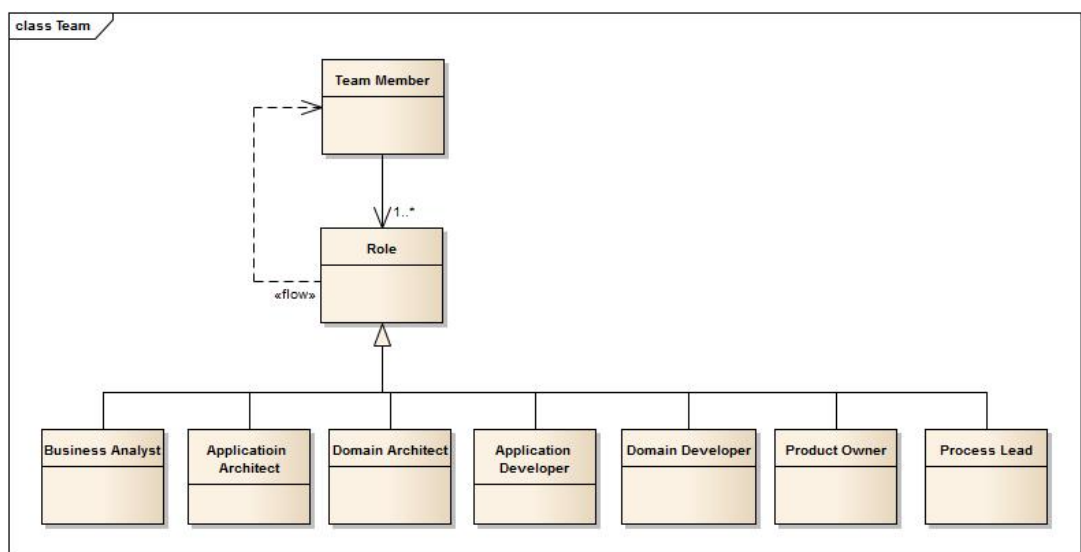 class Team
Team Member
1..*
Role
«flow»
Business Analyst
Applicatioin
Architect
Domain Architect
Application
Developer
Domain Developer
Product Owner
Process Lead